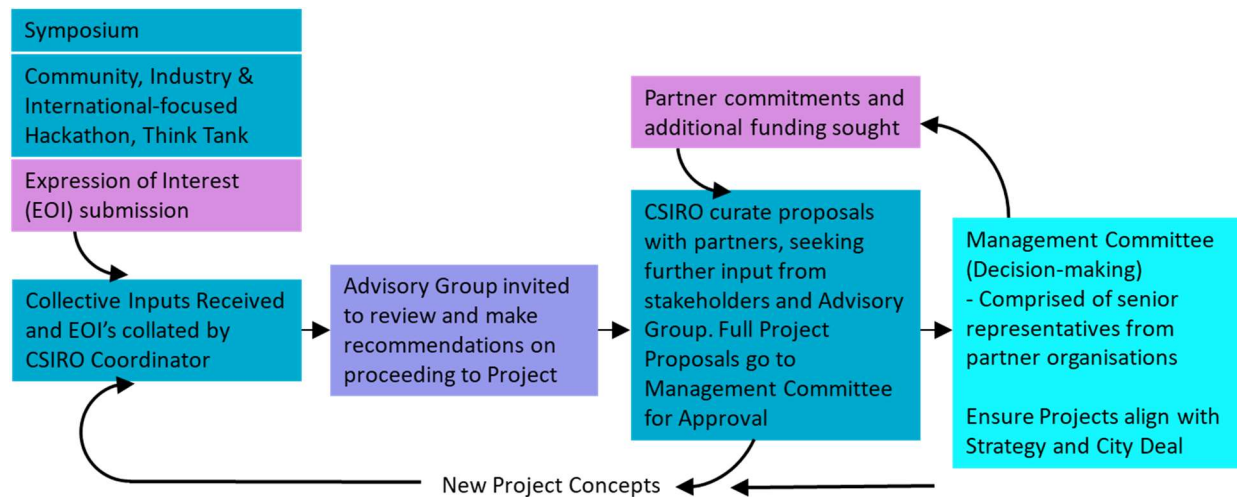 Symposium
Community, Industry &
International-focused
Hackathon, Think Tank
Expression of Interest
(EOI) submission
Collective Inputs Received
and EOI's collated by
CSIRO Coordinator
Advisory Group invited
to review and make
recommendations on
proceeding to Project
Partner commitments and
additional funding sought
CSIRO curate proposals
with partners, seeking
further input from
stakeholders and Advisory
Group. Full Project
Proposals go to
Management Committee
for Approval
Management Committee
(Decision-making)
- Comprised of senior
representatives from
partner organisations
Ensure Projects align with
Strategy and City Deal
New Project Concepts